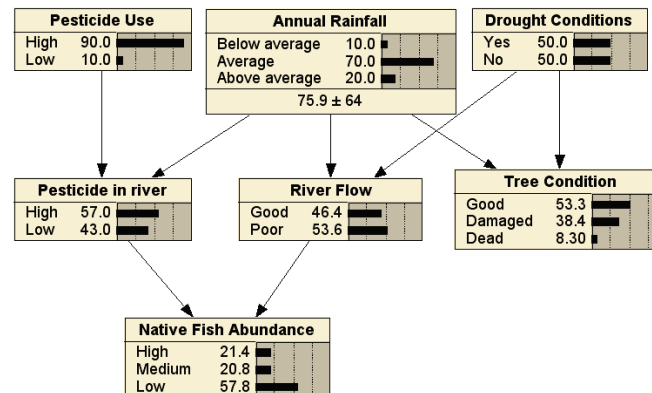 Pesticide Use
High 90.0
Low 10.0
Annual Rainfall
Below average 10.0
Average 70.0
Above average 20.0
75.9 ± 64
Drought Conditions
Yes 50.0
No 50.0
Pesticide in river
High 57.0
Low 43.0
River Flow
Good 46.4
Poor 53.6
Tree Condition
Good 53.3
Damaged 38.4
Dead 8.30
Native Fish Abundance
High 21.4
Medium 20.8
Low 57.8